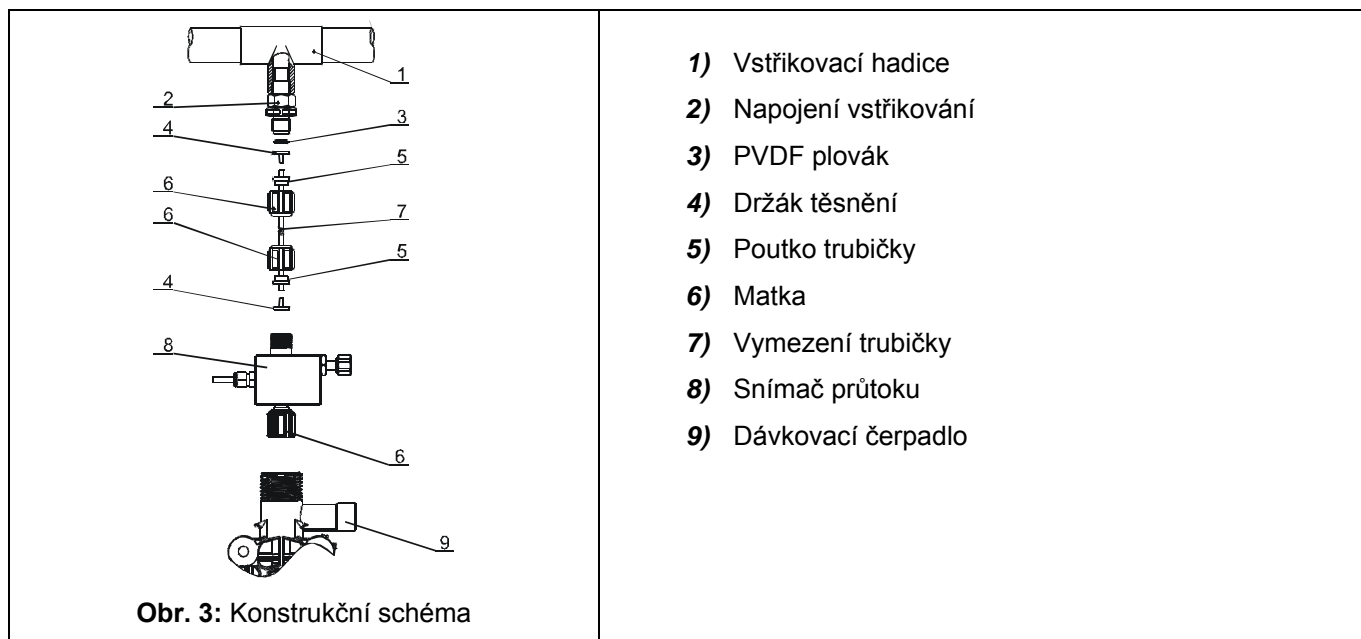 1
2
3
4
5
6
7
6
5
4
8
6
9
Obr. 3: Konstrukční schéma
1) Vstřikovací hadice
2) Napojení vstřikování
3) PVDF plovák
4) Držák těsnění
5) Poutko trubičky
6) Matka
7) Vymezení trubičky
8) Snímač průtoku
9) Dávkovací čerpadlo